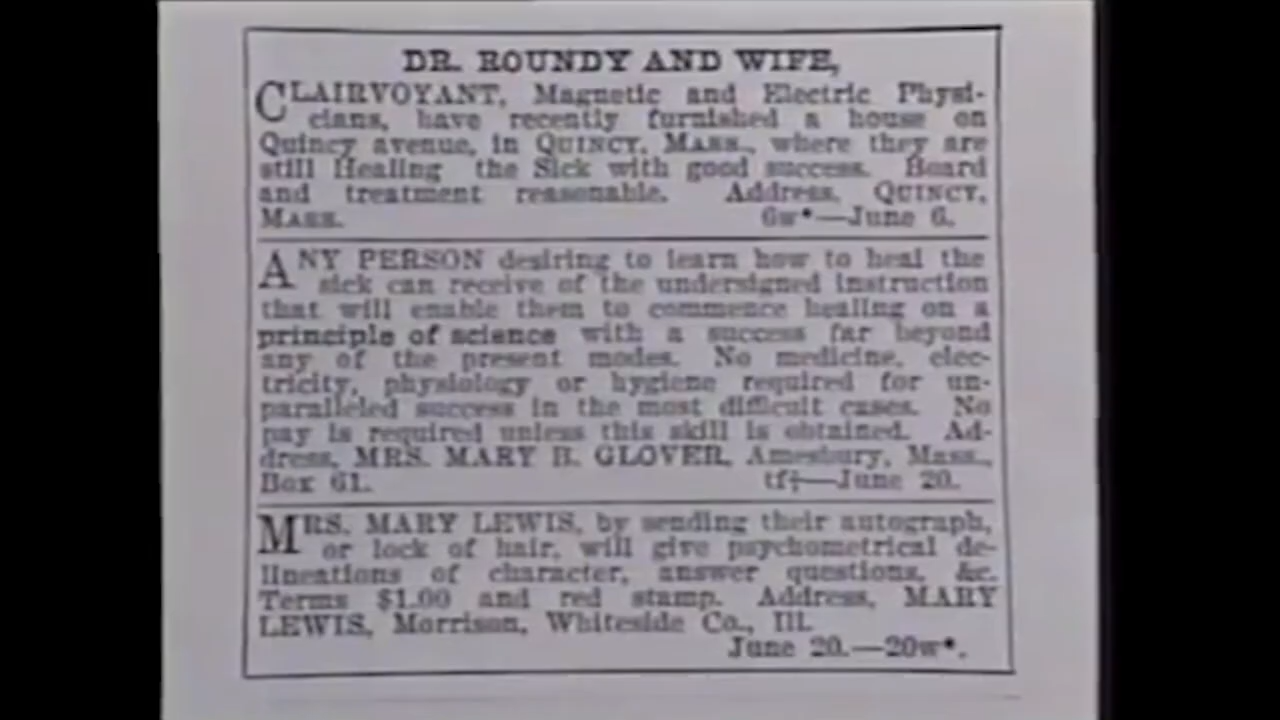 DR. ROUNDY AND WIFE,
CLAIRVOYANT, Magnetic and Electric Physi-
cians, have recently furnished a house on
Quincy avenue, in QUINCY, MASS., where they are
still Healing the Sick with good success. Board
and treatment reasonable. Address, QUINCY,
MASS. 6w*—June 6.
ANY PERSON desiring to learn how to heal the
sick can receive of the undersigned instruction
that will enable them to commence healing on a
principle of science with a success far beyond
any of the present modes. No medicine, elec-
tricity, physiology or hygiene required for un-
paralleled success in the most difficult cases. No
pay is required unless this skill is obtained. Ad-
dress, MRS. MARY B. GLOVER, Amesbury, Mass.,
Box 61. tf†—June 20.
MRS. MARY LEWIS, by sending their autograph,
or lock of hair, will give psychometrical de-
lineations of character, answer questions, &c.
Terms $1.00 and red stamp. Address, MARY
LEWIS, Morrison, Whiteside Co., Ill.
June 20.—20w*.